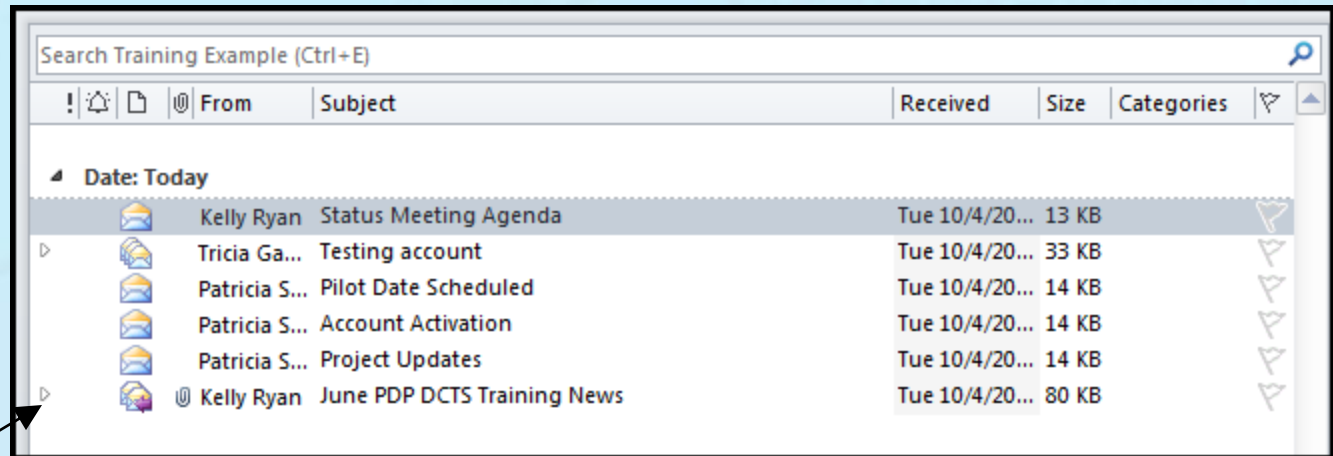 Search Training Example (Ctrl+E)
! From Subject Received Size Categories
Date: Today
Kelly Ryan Status Meeting Agenda Tue 10/4/20... 13 KB
Tricia Ga... Testing account Tue 10/4/20... 33 KB
Patricia S... Pilot Date Scheduled Tue 10/4/20... 14 KB
Patricia S... Account Activation Tue 10/4/20... 14 KB
Patricia S... Project Updates Tue 10/4/20... 14 KB
Kelly Ryan June PDP DCTS Training News Tue 10/4/20... 80 KB